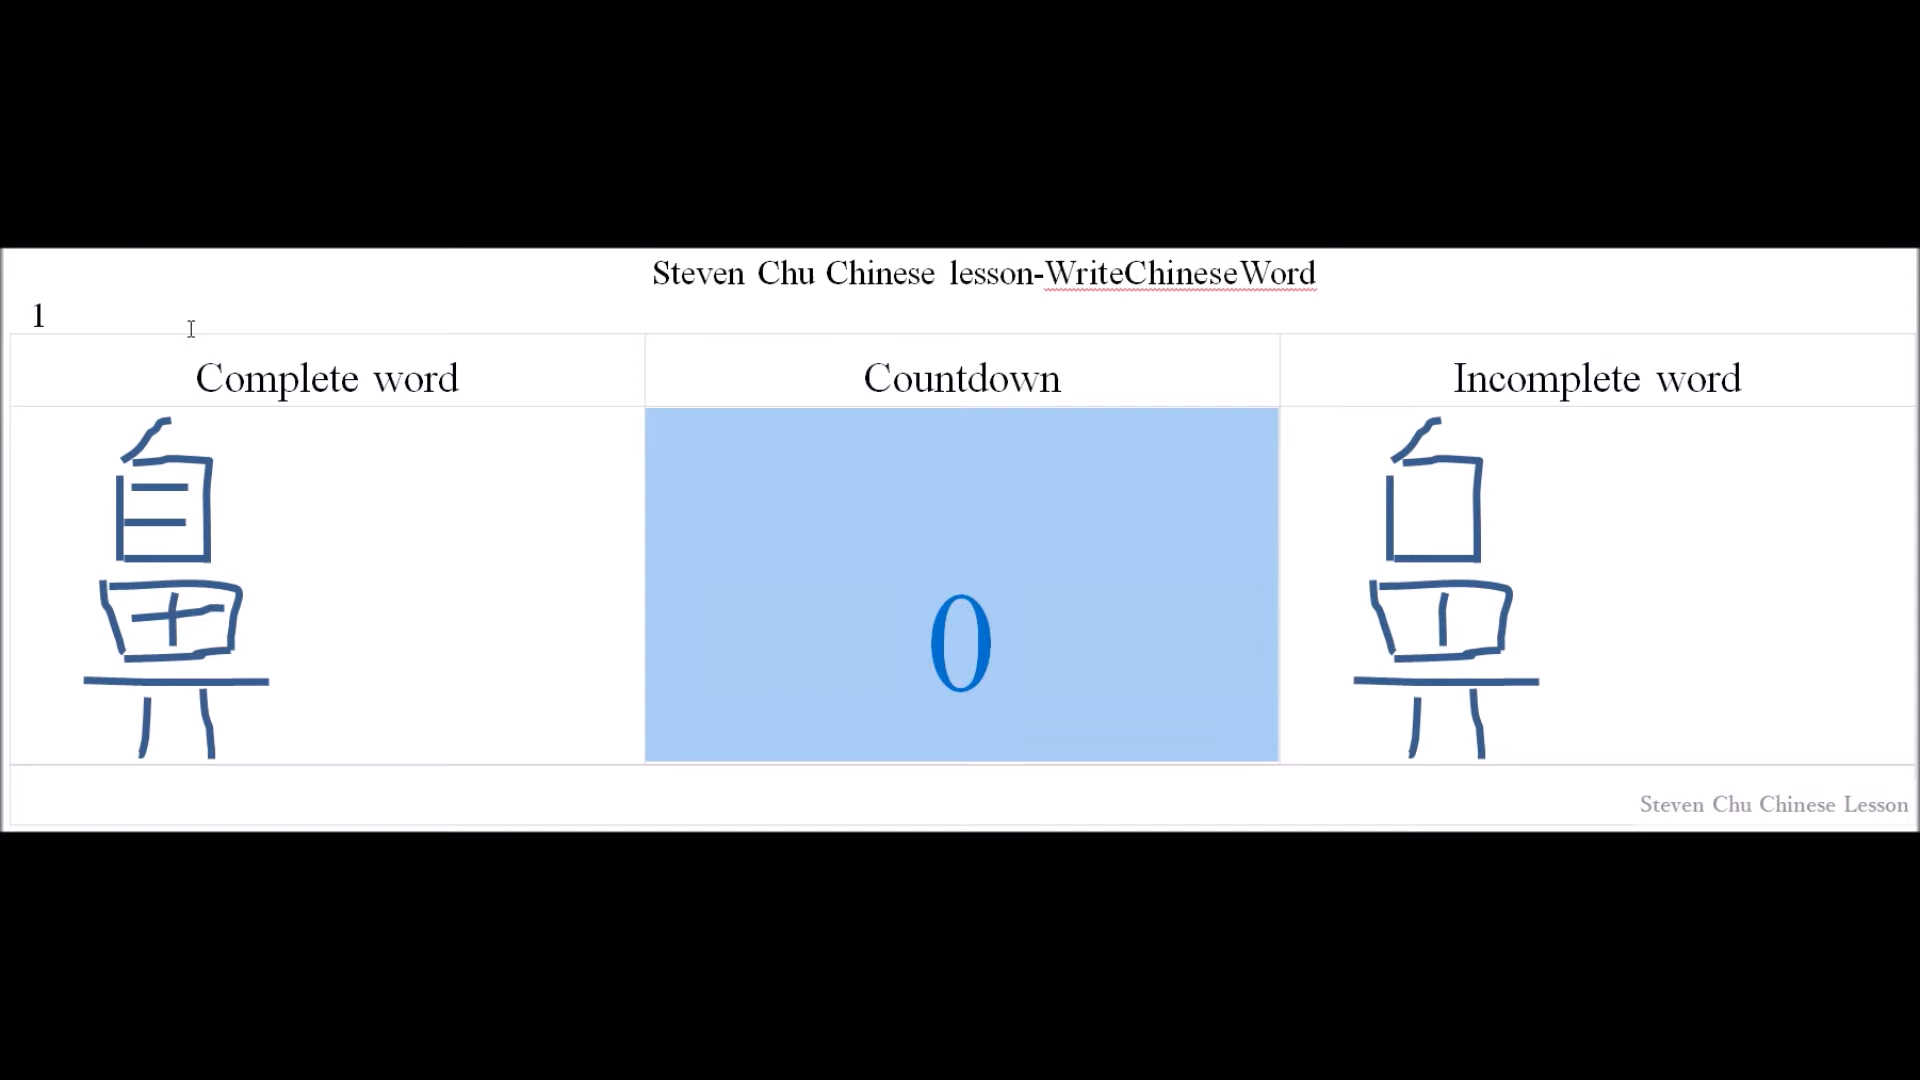 Steven Chu Chinese lesson-WriteChineseWord
1
Complete word
Countdown
Incomplete word
鼻
0
Steven Chu Chinese Lesson